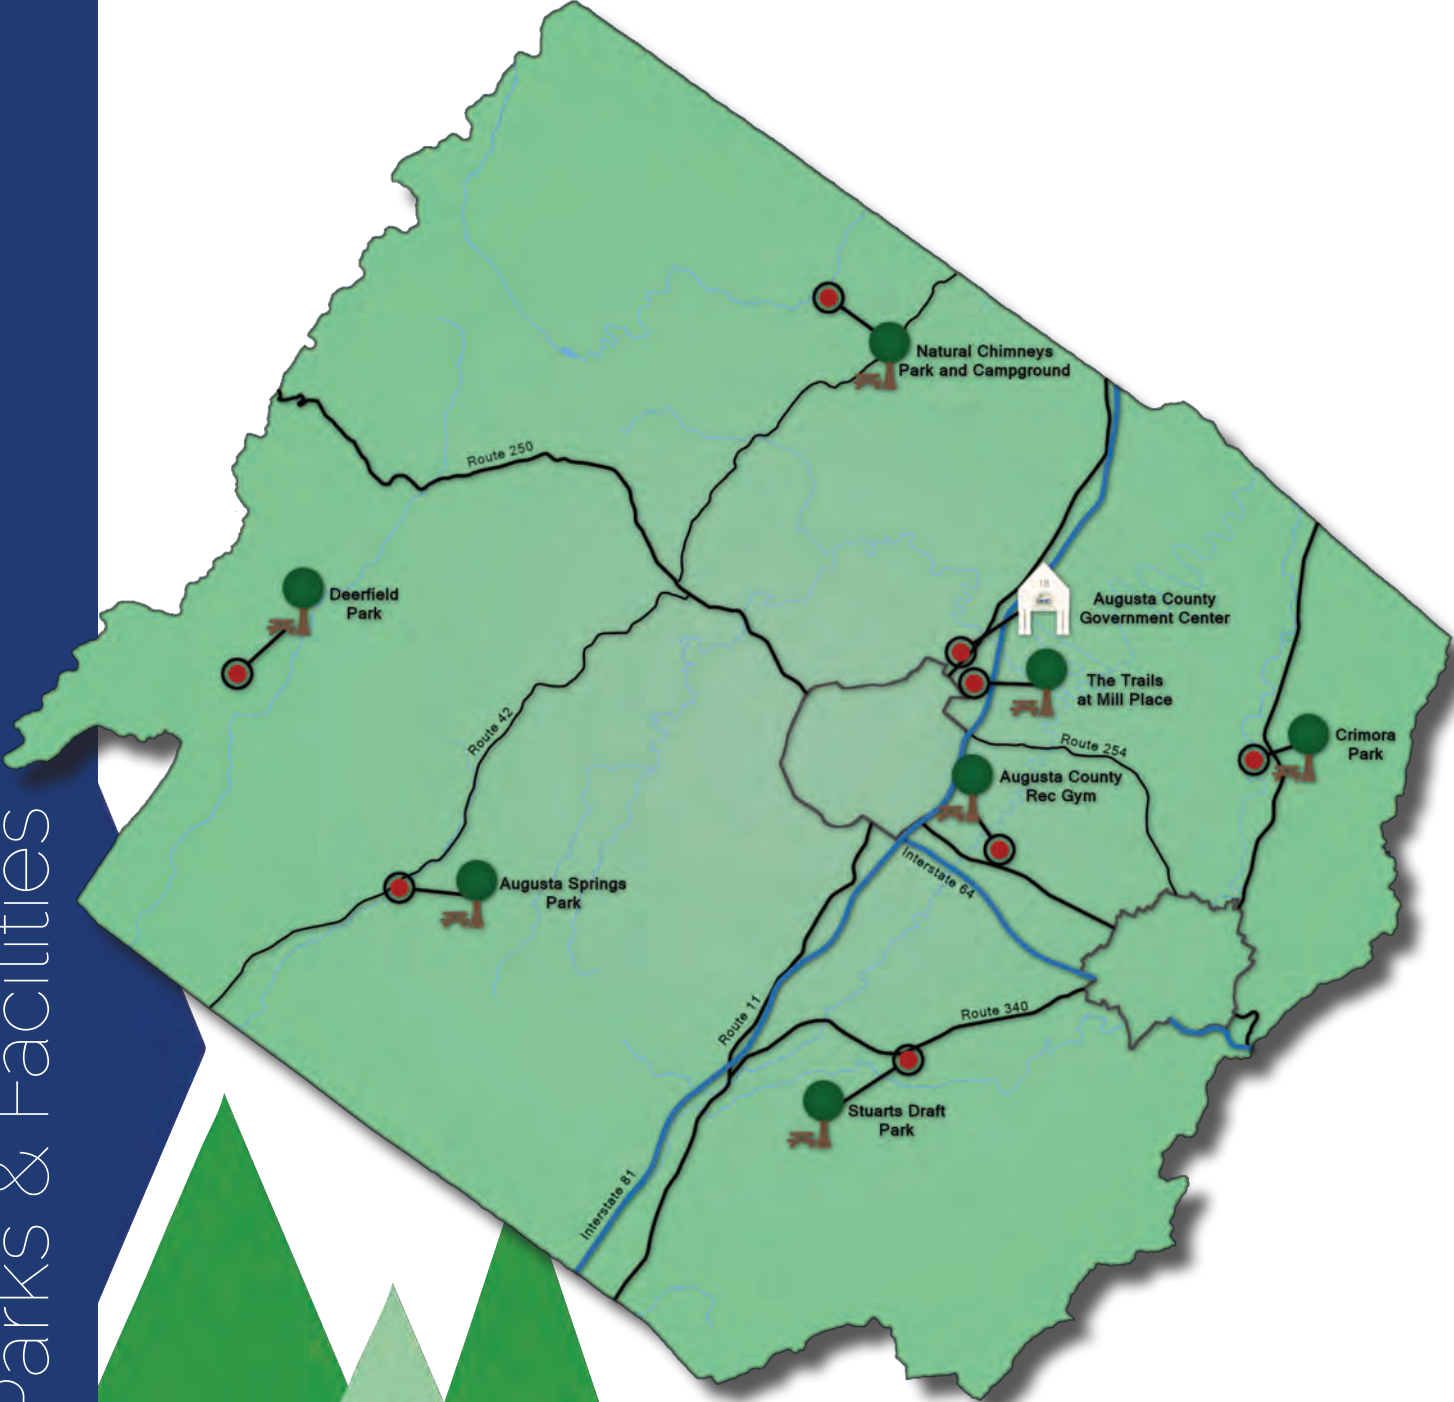 Parks & Facilities
Natural Chimneys
Park and Campground
Route 250
Deerfield
Park
18
Augusta County
Government Center
The Trails
at Mill Place
Route 42
Route 254
Crimora
Park
Augusta County
Rec Gym
Interstate 64
Augusta Springs
Park
Route 11
Route 340
Stuarts Draft
Park
Interstate 81